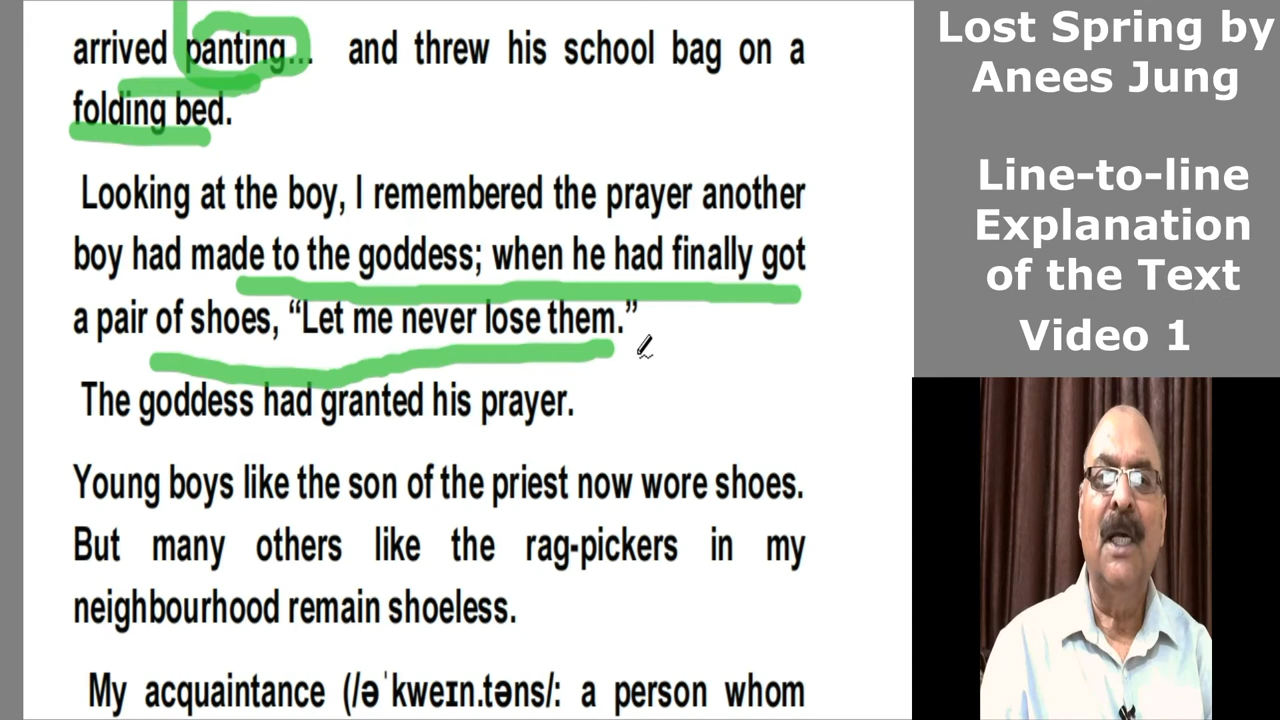 arrived panting... and threw his school bag on a
folding bed.
Looking at the boy, I remembered the prayer another
boy had made to the goddess; when he had finally got
a pair of shoes, “Let me never lose them.”
The goddess had granted his prayer.
Young boys like the son of the priest now wore shoes.
But many others like the rag-pickers in my
neighbourhood remain shoeless.
My acquaintance (/əˈkweɪn.təns/: a person whom
Lost Spring by
Anees Jung
Line-to-line
Explanation
of the Text
Video 1